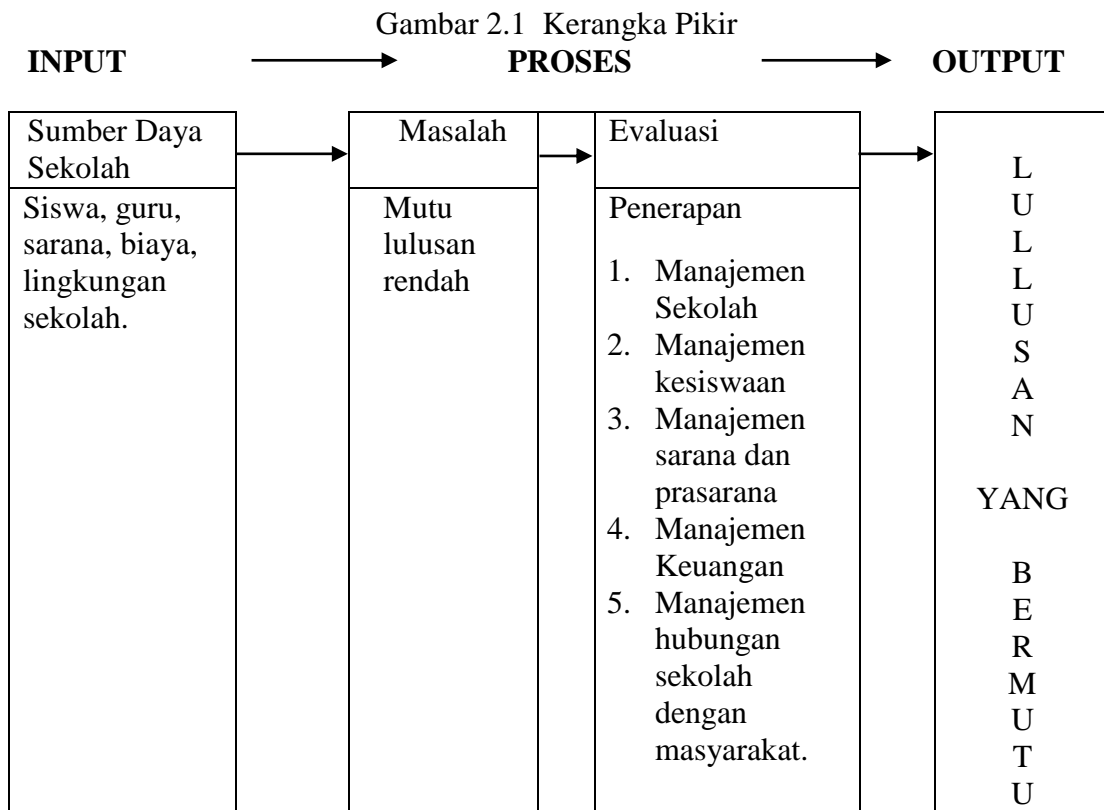 Gambar 2.1 Kerangka Pikir
INPUT PROSES OUTPUT
Sumber Daya
Sekolah
Siswa, guru,
sarana, biaya,
lingkungan
sekolah.
Masalah
Mutu
lulusan
rendah
Evaluasi
Penerapan
1. Manajemen
Sekolah
2. Manajemen
kesiswaan
3. Manajemen
sarana dan
prasarana
4. Manajemen
Keuangan
5. Manajemen
hubungan
sekolah
dengan
masyarakat.
L
U
L
L
U
S
A
N
YANG
B
E
R
M
U
T
U